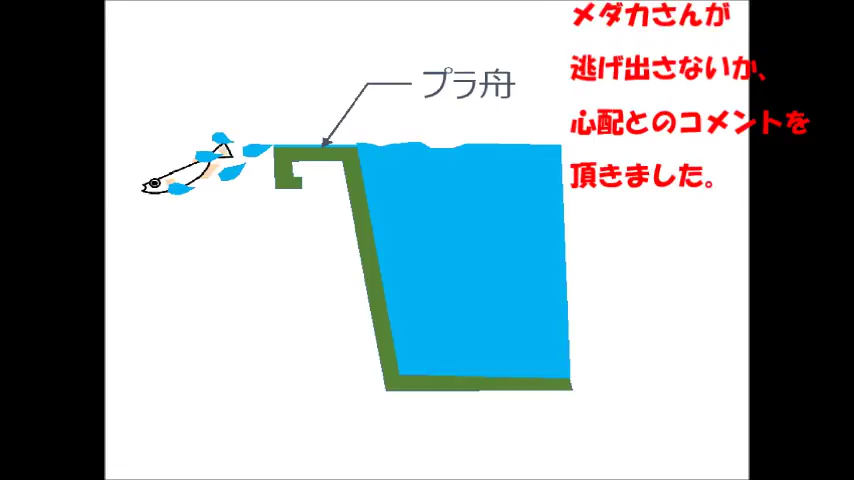 プラ舟
メダカさんが
逃げ出さないか、
心配とのコメントを
頂きました。